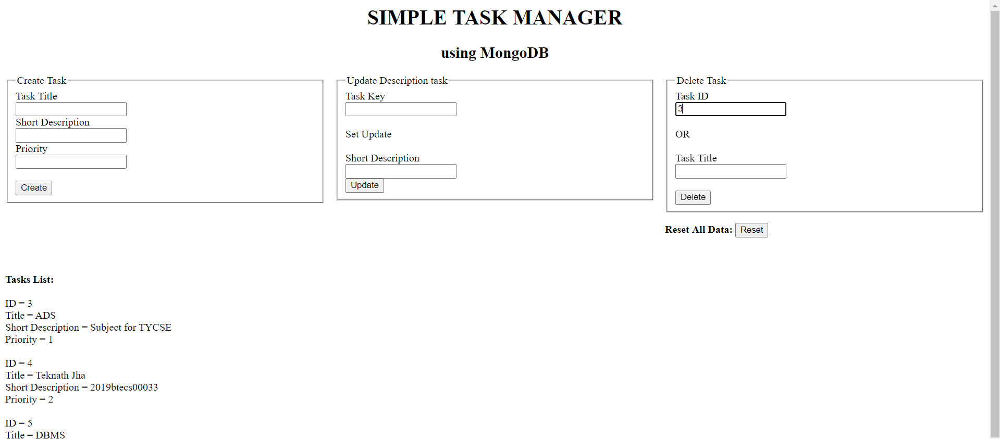 SIMPLE TASK MANAGER
using MongoDB
Create Task
Task Title
Short Description
Priority
Create
Update Description task
Task Key
Set Update
Short Description
Update
Delete Task
Task ID
3
OR
Task Title
Delete
Reset All Data: Reset
Tasks List:
ID = 3
Title = ADS
Short Description = Subject for TYCSE
Priority = 1
ID = 4
Title = Teknath Jha
Short Description = 2019btecs00033
Priority = 2
ID = 5
Title = DBMS